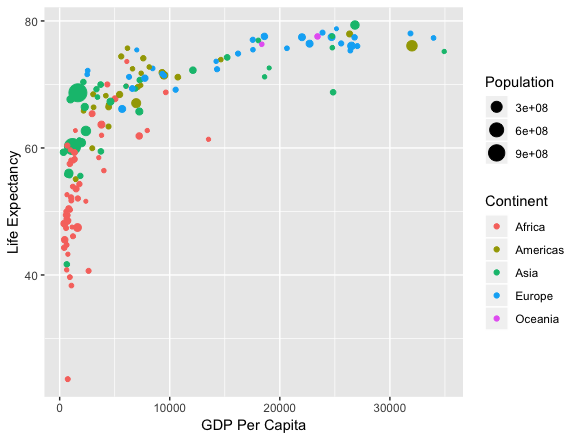 80
60
40
Life Expectancy
0
10000
20000
30000
GDP Per Capita
Population
3e+08
6e+08
9e+08
Continent
Africa
Americas
Asia
Europe
Oceania